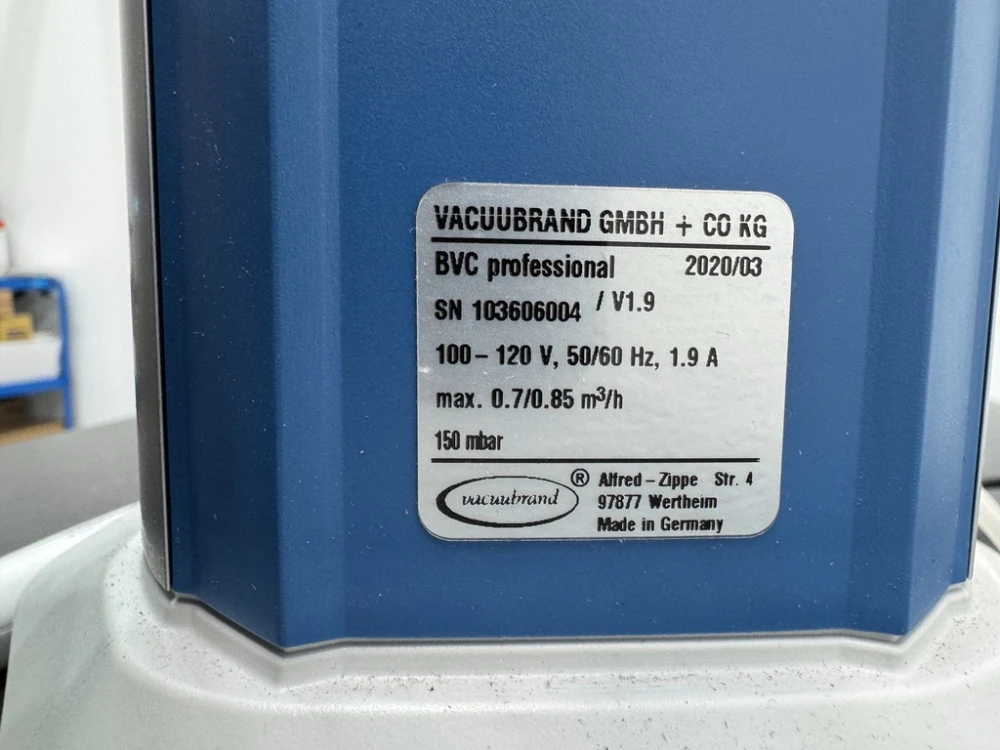 VACUUBRAND GMBH + CO KG
BVC professional 2020/03
SN 103606004 / V1.9
100 – 120 V, 50/60 Hz, 1.9 A
max. 0.7/0.85 m³/h
150 mbar
vacuubrand ® Alfred – Zippe Str. 4
97877 Wertheim
Made in Germany